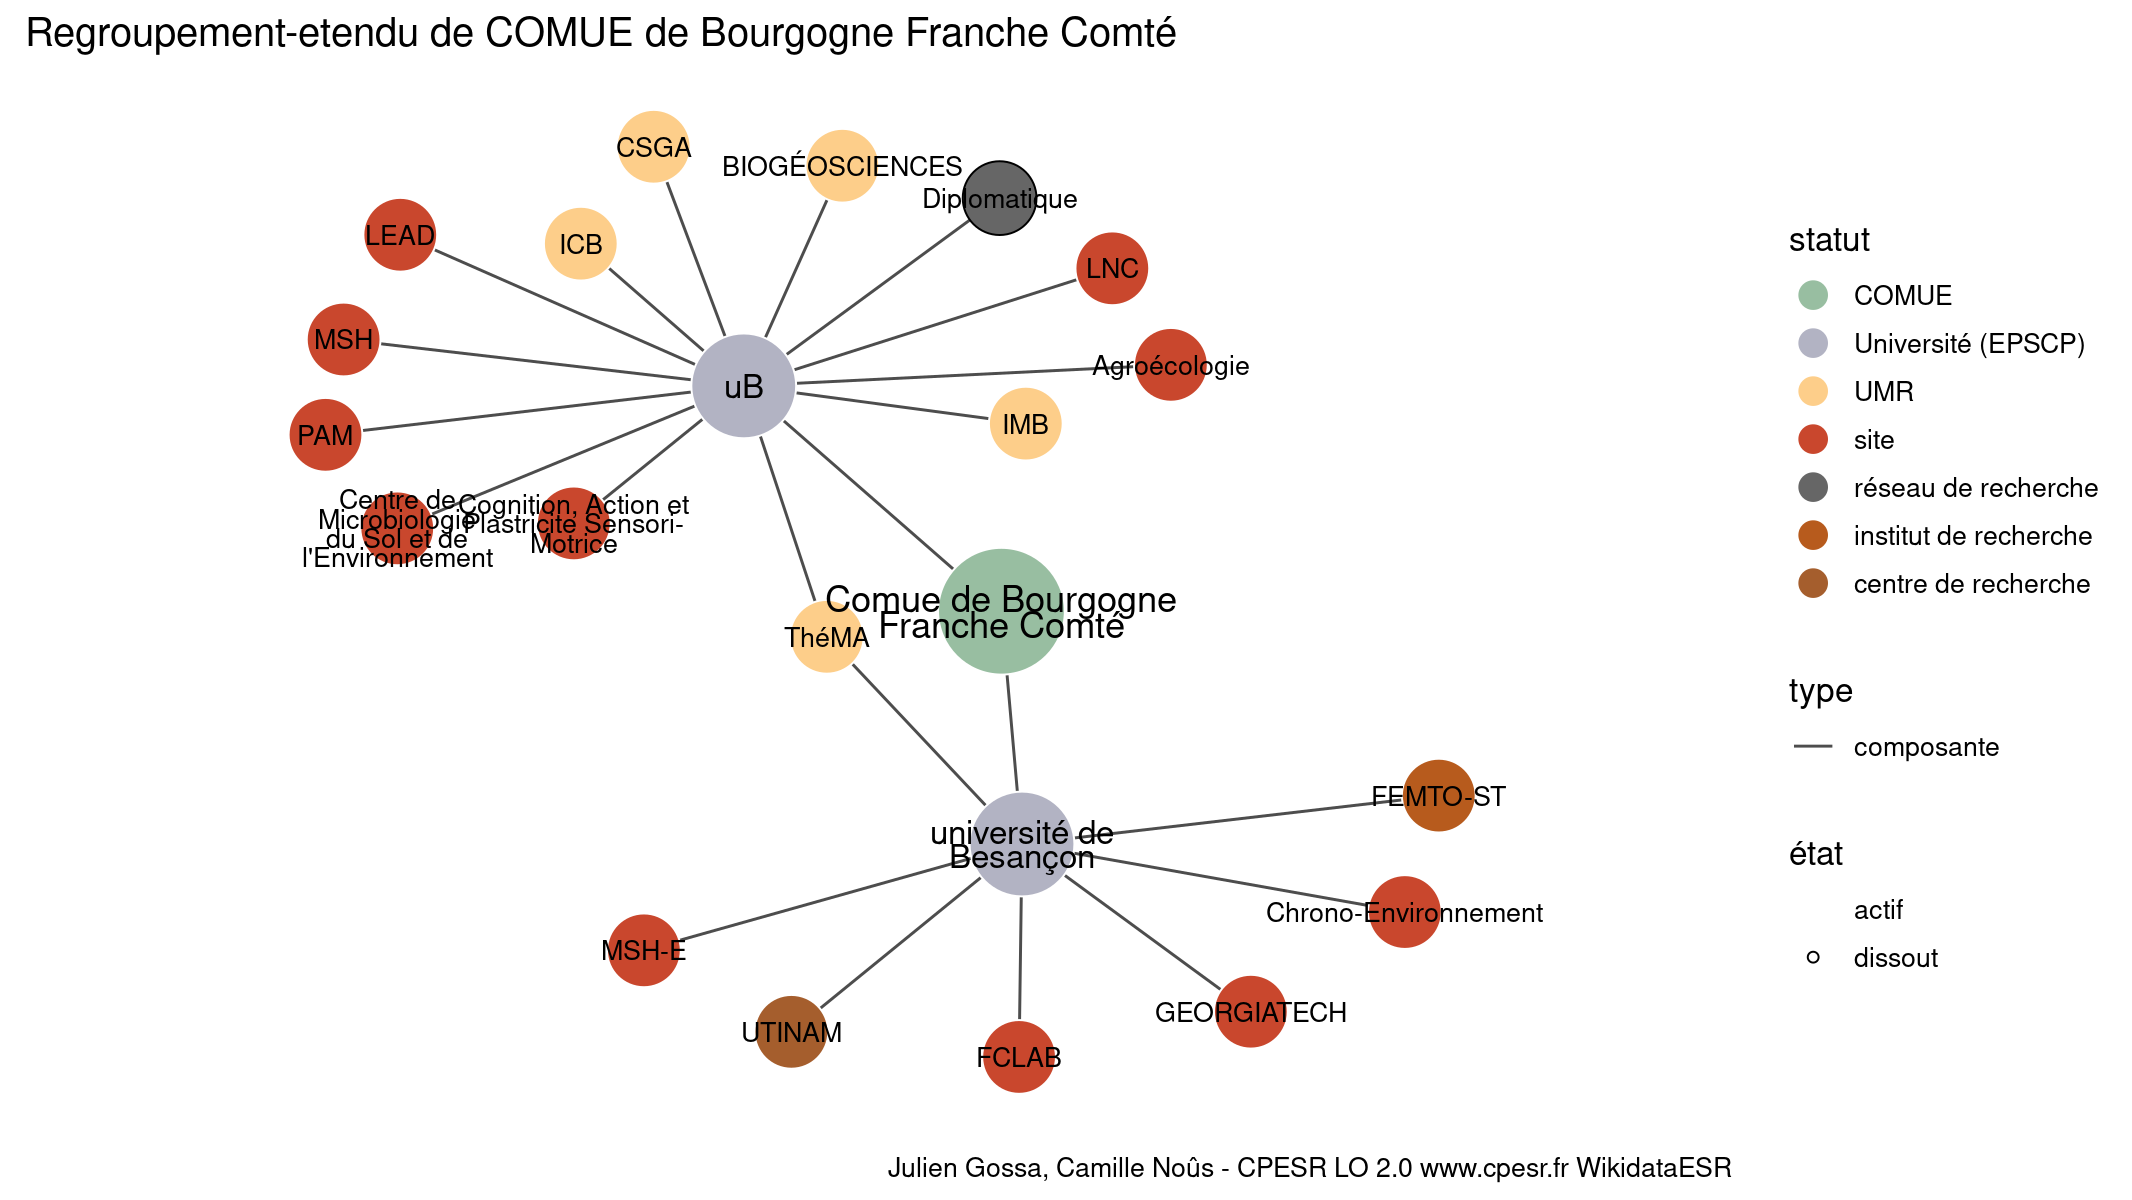 Regroupement-etendu de COMUE de Bourgogne Franche Comté
CSGA
BIOGÉOSCIENCES
Diplomatique
LEAD
ICB
LNC
MSH
Agroécologie
uB
PAM
IMB
Centre de
Microbiologie
du Sol et de
l'Environnement
Cognition, Action et
Plastricité Sensori-
Motrice
Comue de Bourgogne
Franche Comté
ThéMA
FEMTO-ST
université de
Besançon
Chrono-Environnement
MSH-E
GEORGIATECH
UTINAM
FCLAB
statut
COMUE
Université (EPSCP)
UMR
site
réseau de recherche
institut de recherche
centre de recherche
type
composante
état
actif
dissout
Julien Gossa, Camille Noûs - CPESR LO 2.0 www.cpesr.fr WikidataESR